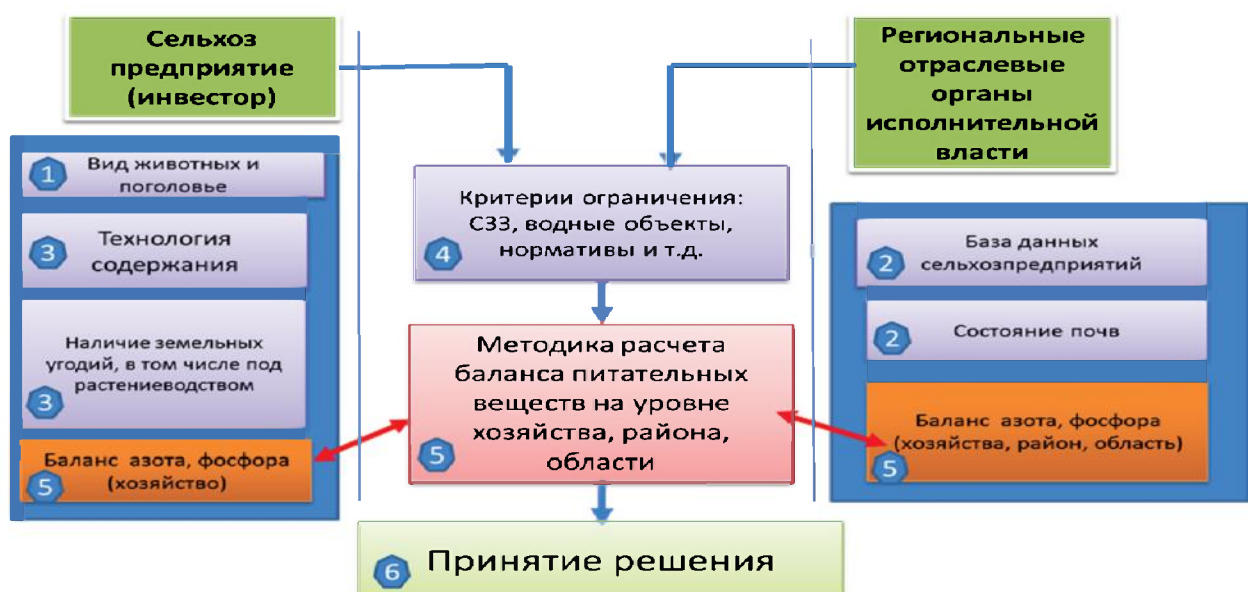 Сельхоз
предприятие
(инвестор)
Региональные
отраслевые
органы
исполнительной
власти
1
Вид животных и
поголовье
3
Технология
содержания
Наличие земельных
угодий, в том числе под
растениеводством
3
Баланс азота, фосфора
(хозяйство)
5
Критерии ограничения:
СЗЗ, водные объекты,
нормативы и т.д.
4
Методика расчета
баланса питательных
веществ на уровне
хозяйства, района,
области
5
6
Принятие решения
База данных
сельхозпредприятий
2
Состояние почв
2
Баланс азота, фосфора
(хозяйства, район, область)
5